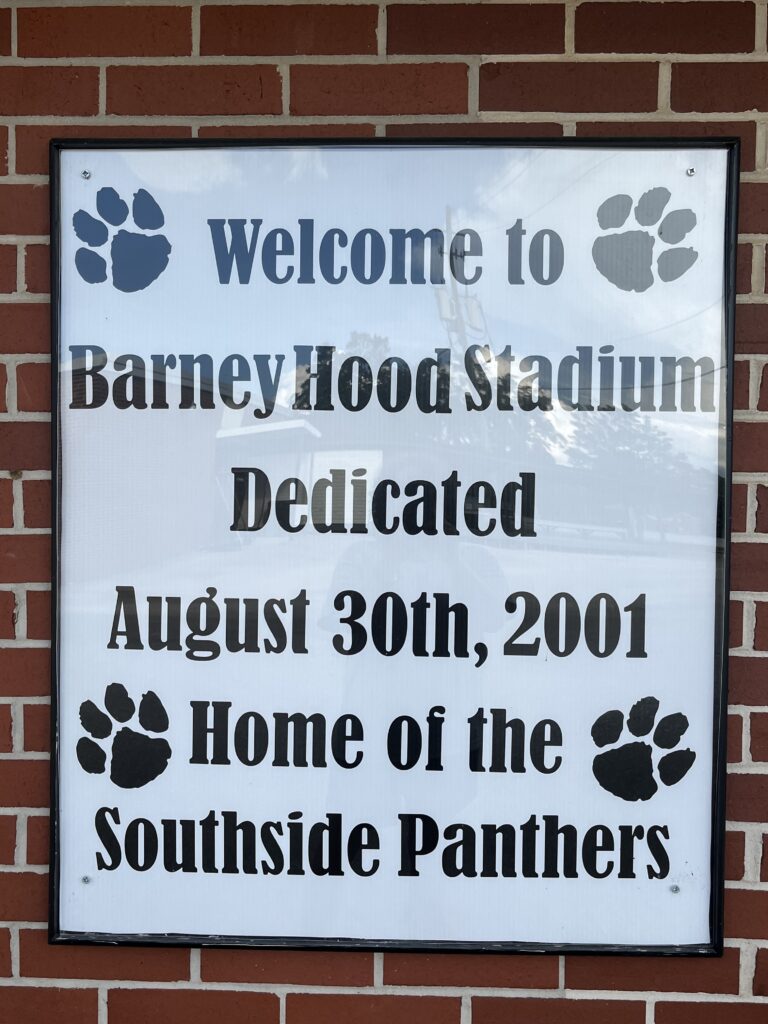 Welcome to
Barney Hood Stadium
Dedicated
August 30th, 2001
Home of the
Southside Panthers